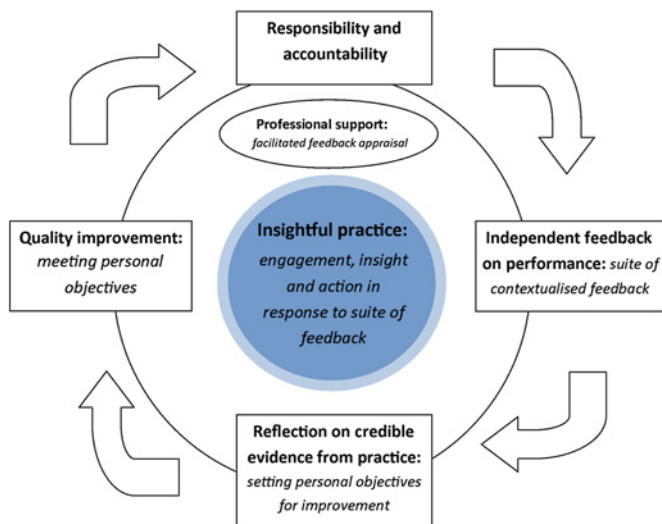 Responsibility and
accountability
Professional support:
facilitated feedback appraisal
Quality improvement:
meeting personal
objectives
Insightful practice:
engagement, insight
and action in
response to suite of
feedback
Independent feedback
on performance: suite of
contextualised feedback
Reflection on credible
evidence from practice:
setting personal objectives
for improvement